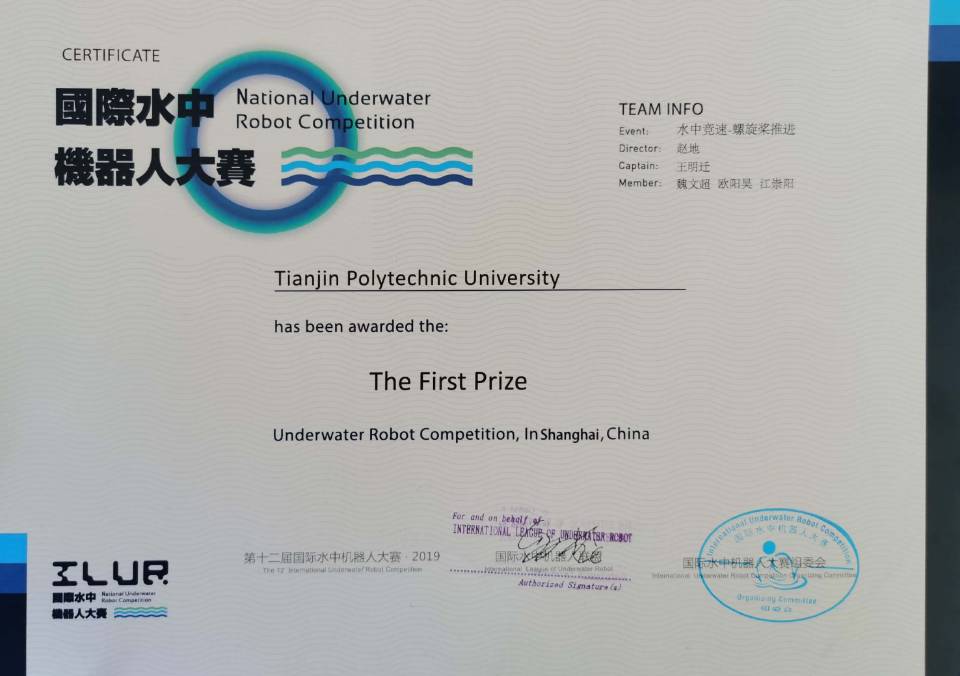 CERTIFICATE
國際水中
機器人大賽
National Underwater
Robot Competition
TEAM INFO
Event: 水中竞速-螺旋桨推进
Director: 赵地
Captain: 王明迁
Member: 魏文超 欧阳昊 江崇阳
Tianjin Polytechnic University
has been awarded the:
The First Prize
Underwater Robot Competition, In Shanghai, China
ILUR
國際水中
機器人大賽
National Underwater
Robot Competition
第十二届国际水中机器人大赛·2019
The 12 International Underwater Robot Competition
For and on behalf of
INTERNATIONAL LEAGUE OF UNDERWATER ROBOT
国际水中机器人联盟
International League of Underwater Robot
Authorized Signature(s)
国际水中机器人大赛组委会
International Underwater Robot Competition Organizing Committee
International Underwater Robot Competition
国际水中机器人大赛
Organizing Committee
组委会